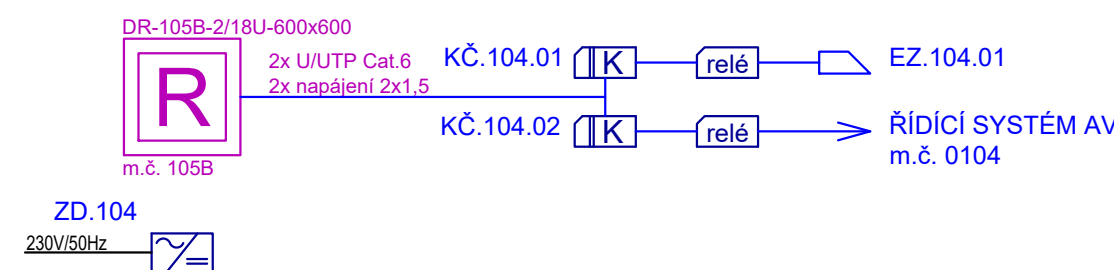 DR-105B-2/18U-600x600
R
2x U/UTP Cat.6
2x napájení 2x1,5
m.č. 105B
KČ.104.01
K
relé
EZ.104.01
KČ.104.02
K
relé
ŘÍDÍCÍ SYSTÉM AV
m.č. 0104
ZD.104
230V/50Hz